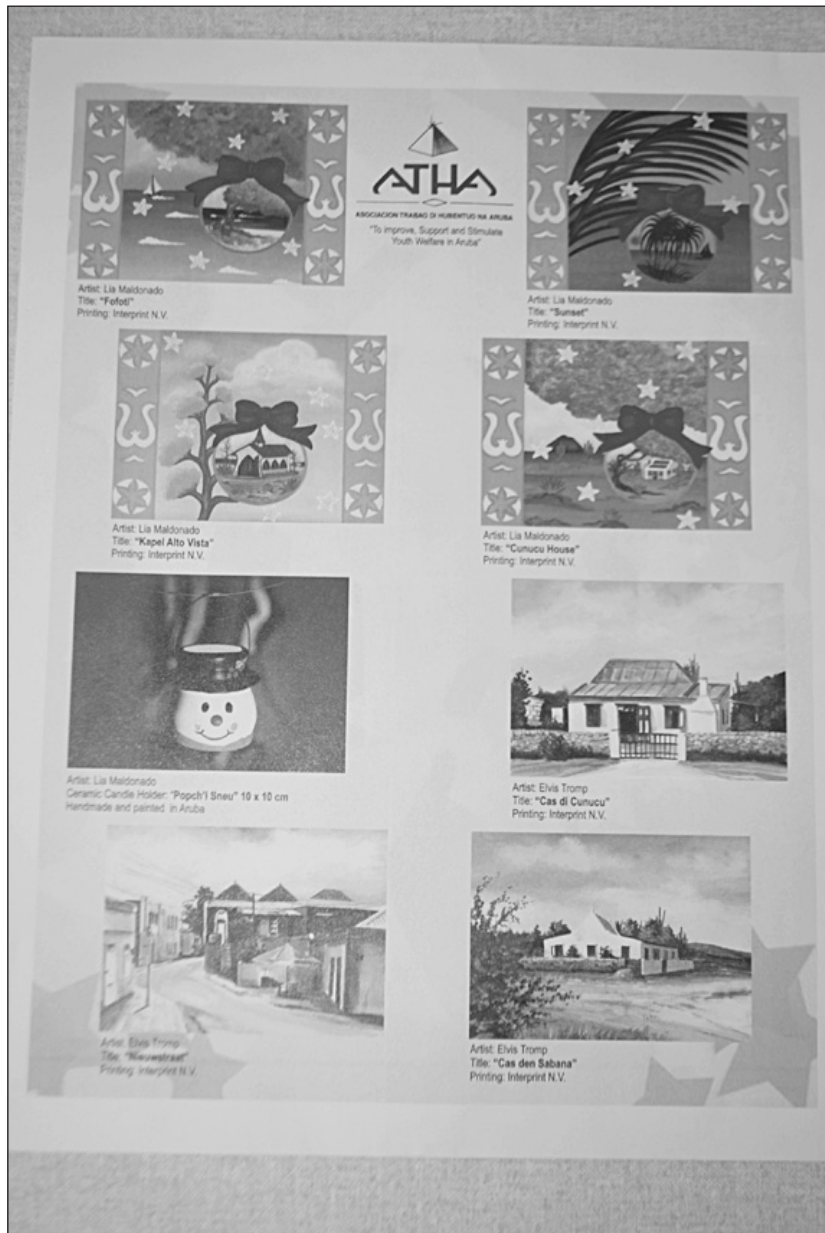 ATHA
ASOCIACION TRABAO DI HUBENTUD NA ARUBA
"To improve, Support and Stimulate
Youth Welfare in Aruba"
Artist: Lia Maldonado
Title: "Fofoti"
Printing: Interprint N.V.
Artist: Lia Maldonado
Title: "Sunset"
Printing: Interprint N.V.
Artist: Lia Maldonado
Title: "Kapel Alto Vista"
Printing: Interprint N.V.
Artist: Lia Maldonado
Title: "Cunucu House"
Printing: Interprint N.V.
Artist: Lia Maldonado
Ceramic Candle Holder: "Popch'i Sneu" 10 x 10 cm
Handmade and painted in Aruba
Artist: Elvis Tromp
Title: "Cas di Cunucu"
Printing: Interprint N.V.
Artist: Elvis Tromp
Title: "Nieuwstraat"
Printing: Interprint N.V.
Artist: Elvis Tromp
Title: "Cas den Sabana"
Printing: Interprint N.V.